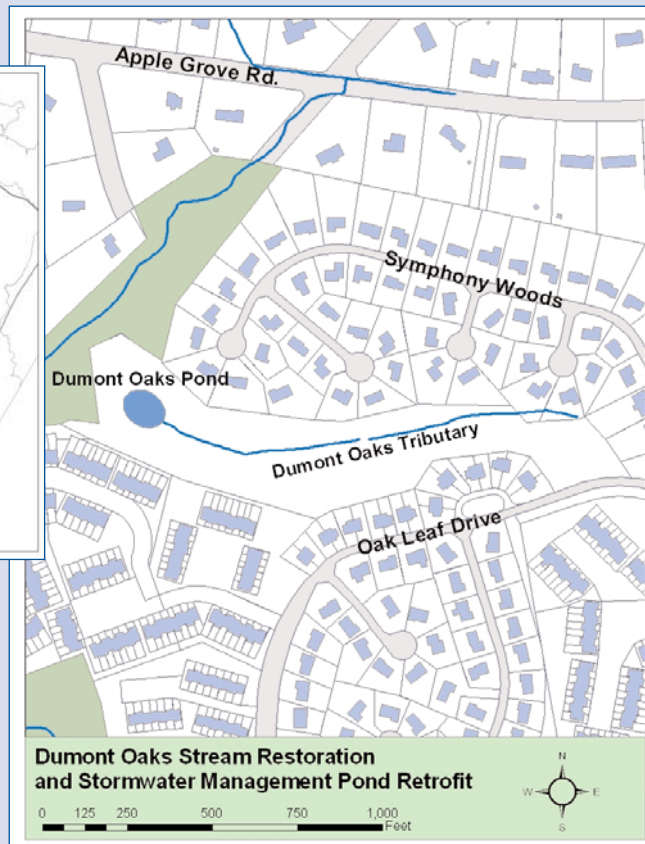 Apple Grove Rd.
Symphony Woods
Dumont Oaks Pond
Dumont Oaks Tributary
Oak Leaf Drive
Dumont Oaks Stream Restoration
and Stormwater Management Pond Retrofit
N
W E
S
0 125 250 500 750 1,000
Feet